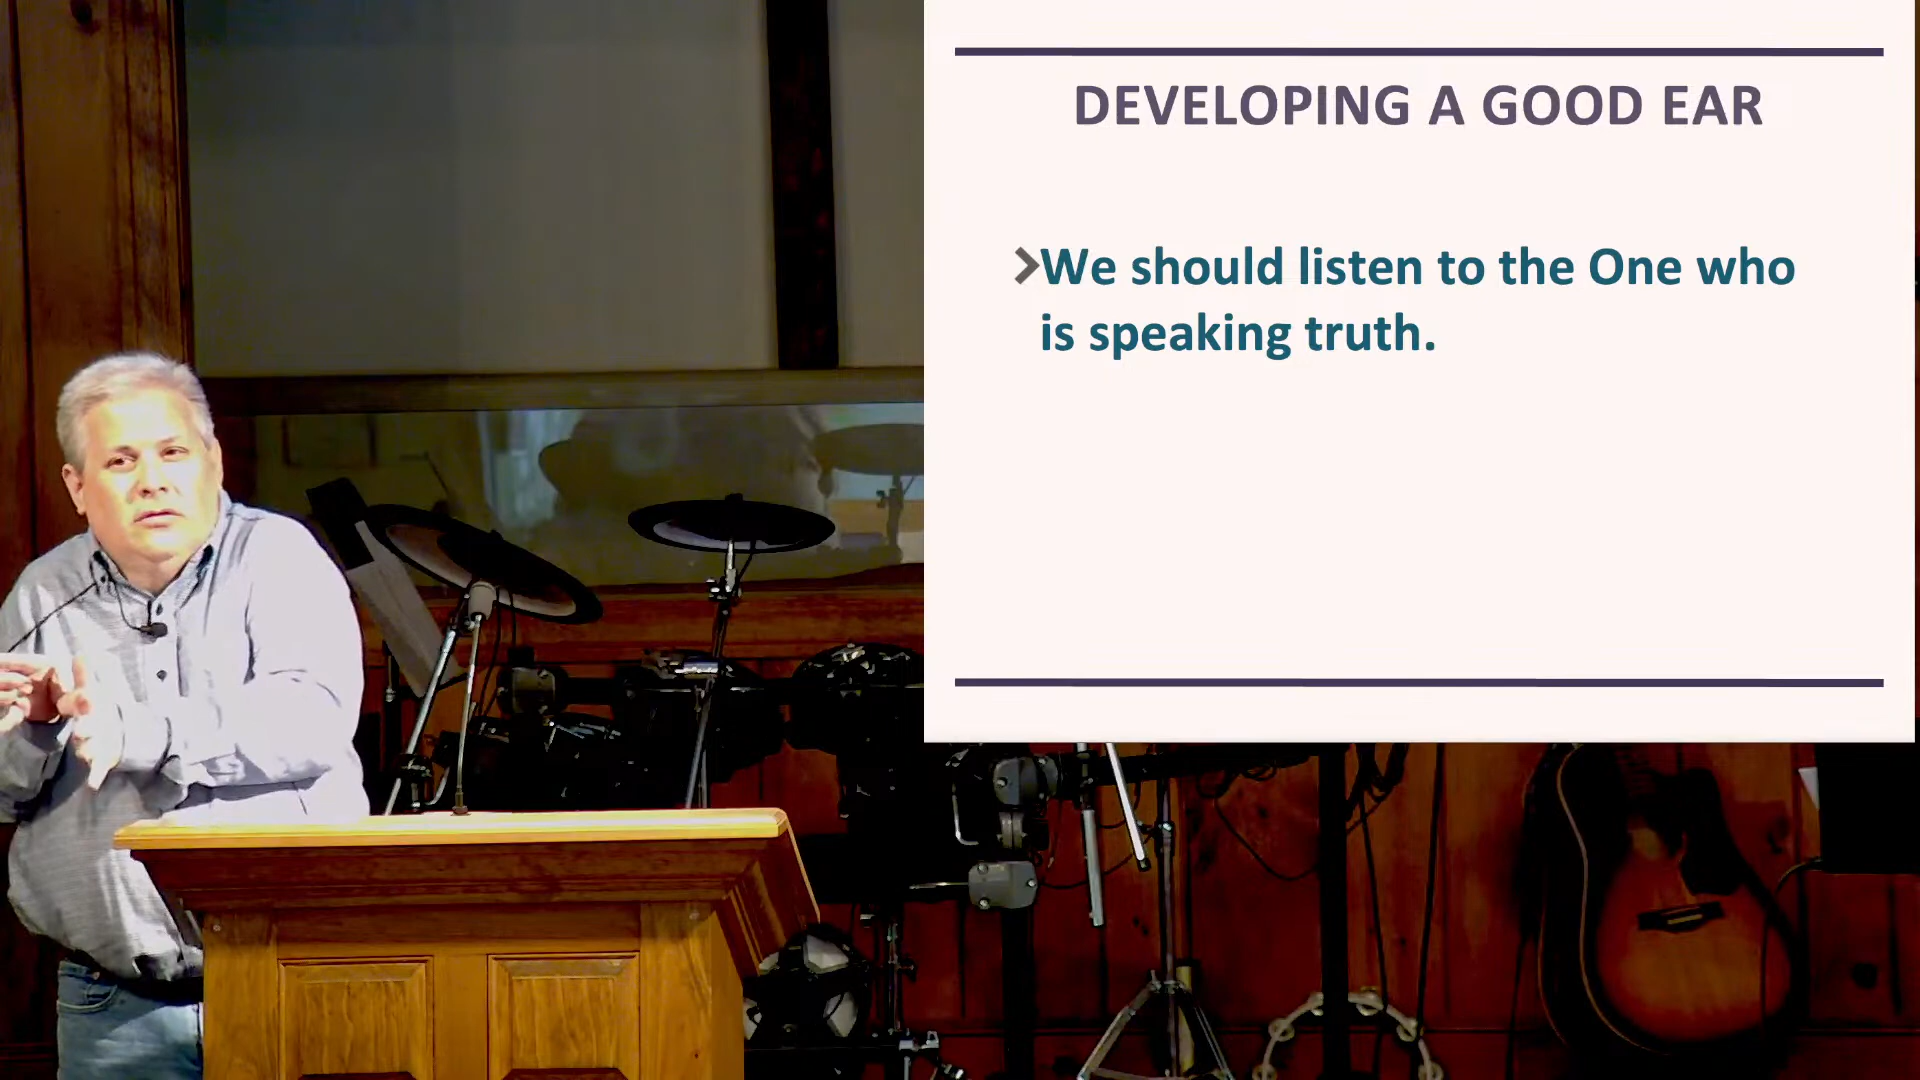 DEVELOPING A GOOD EAR
We should listen to the One who
is speaking truth.